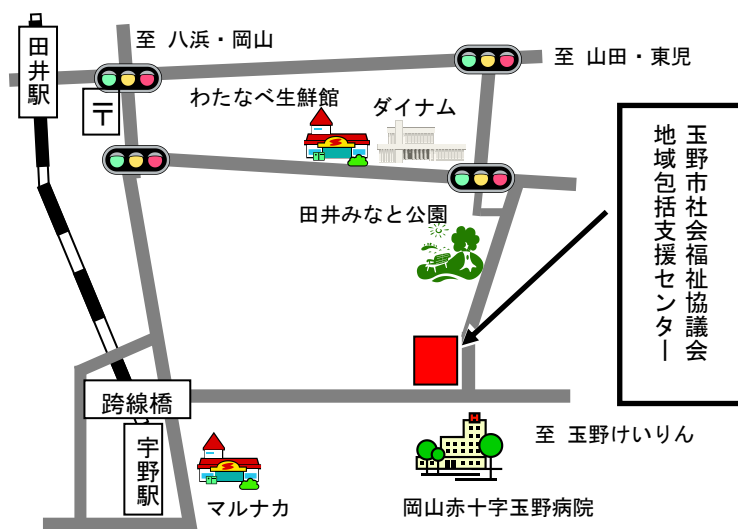 田井駅
至 八浜・岡山
至 山田・東児
〒
わたなべ生鮮館
ダイナム
玉野市社会福祉協議会
地域包括支援センター
田井みなと公園
跨線橋
宇野駅
マルナカ
岡山赤十字玉野病院
至 玉野けいりん